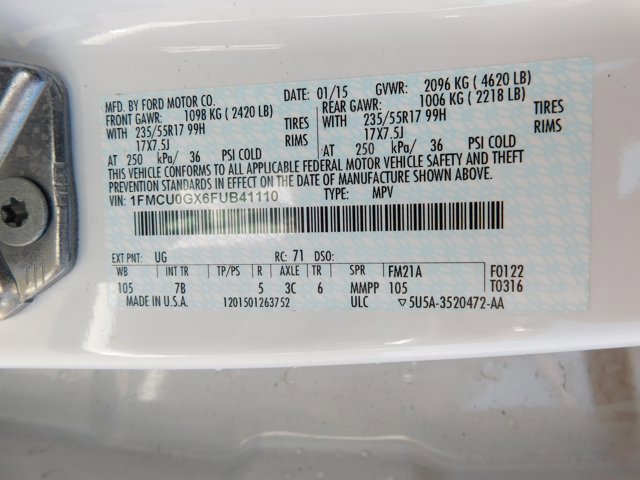 MFD. BY FORD MOTOR CO. DATE: 01/15 GVWR: 2096 KG ( 4620 LB)
FRONT GAWR: 1098 KG ( 2420 LB) REAR GAWR: 1006 KG ( 2218 LB)
WITH 235/55R17 99H TIRES WITH 235/55R17 99H TIRES
17X7.5J RIMS 17X7.5J RIMS
AT 250 kPa/ 36 PSI COLD AT 250 kPa/ 36 PSI COLD
THIS VEHICLE CONFORMS TO ALL APPLICABLE FEDERAL MOTOR VEHICLE SAFETY AND THEFT
PREVENTION STANDARDS IN EFFECT ON THE DATE OF MANUFACTURE SHOWN ABOVE.
VIN: 1FMCU0GX6FUB41110 TYPE: MPV
EXT PNT: UG RC: 71 DSO:
WB INT TR TP/PS R AXLE TR SPR FM21A F0122
105 7B 5 3C 6 MMPP 105 T0316
MADE IN U.S.A. 1201501263752 ULC 5U5A-3520472-AA